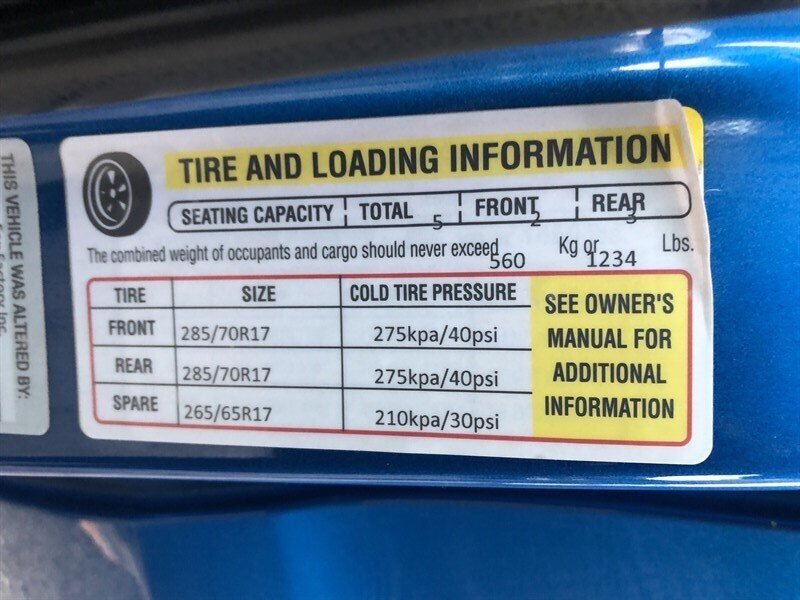 TIRE AND LOADING INFORMATION
SEATING CAPACITY TOTAL 5 FRONT 2 REAR 3
The combined weight of occupants and cargo should never exceed 560 Kg or 1234 Lbs.
TIRE SIZE COLD TIRE PRESSURE
FRONT 285/70R17 275kpa/40psi
REAR 285/70R17 275kpa/40psi
SPARE 265/65R17 210kpa/30psi
SEE OWNER'S
MANUAL FOR
ADDITIONAL
INFORMATION
THIS VEHICLE WAS ALTERED BY:
Inc.